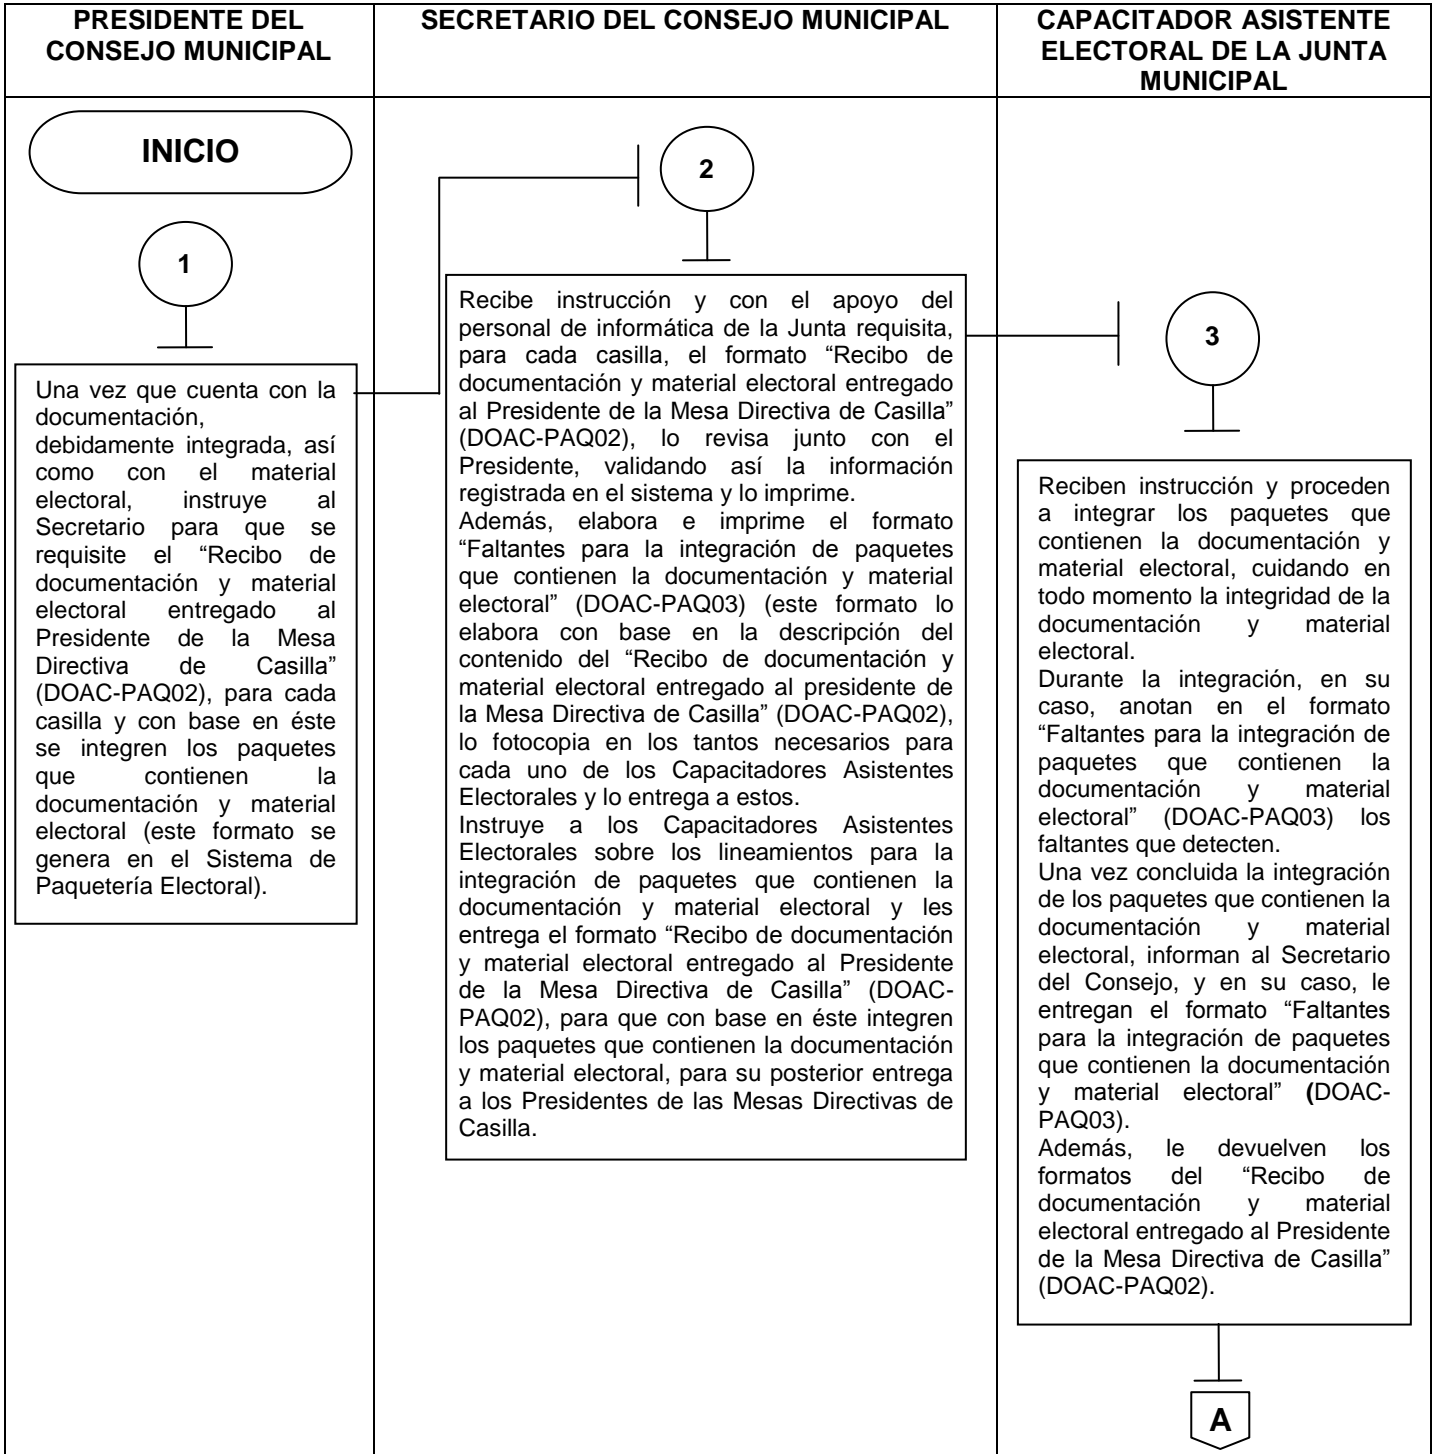 PRESIDENTE DEL
CONSEJO MUNICIPAL
SECRETARIO DEL CONSEJO MUNICIPAL
CAPACITADOR ASISTENTE
ELECTORAL DE LA JUNTA
MUNICIPAL
INICIO
1
Una vez que cuenta con la
documentación,
debidamente integrada, así
como con el material
electoral, instruye al
Secretario para que se
requisite el “Recibo de
documentación y material
electoral entregado al
Presidente de la Mesa
Directiva de Casilla”
(DOAC-PAQ02), para cada
casilla y con base en éste
se integren los paquetes
que contienen la
documentación y material
electoral (este formato se
genera en el Sistema de
Paquetería Electoral).
2
Recibe instrucción y con el apoyo del
personal de informática de la Junta requisita,
para cada casilla, el formato “Recibo de
documentación y material electoral entregado
al Presidente de la Mesa Directiva de Casilla”
(DOAC-PAQ02), lo revisa junto con el
Presidente, validando así la información
registrada en el sistema y lo imprime.
Además, elabora e imprime el formato
“Faltantes para la integración de paquetes
que contienen la documentación y material
electoral” (DOAC-PAQ03) (este formato lo
elabora con base en la descripción del
contenido del “Recibo de documentación y
material electoral entregado al presidente de
la Mesa Directiva de Casilla” (DOAC-PAQ02),
lo fotocopia en los tantos necesarios para
cada uno de los Capacitadores Asistentes
Electorales y lo entrega a estos.
Instruye a los Capacitadores Asistentes
Electorales sobre los lineamientos para la
integración de paquetes que contienen la
documentación y material electoral y les
entrega el formato “Recibo de documentación
y material electoral entregado al Presidente
de la Mesa Directiva de Casilla” (DOAC-
PAQ02), para que con base en éste integren
los paquetes que contienen la documentación
y material electoral, para su posterior entrega
a los Presidentes de las Mesas Directivas de
Casilla.
3
Reciben instrucción y proceden
a integrar los paquetes que
contienen la documentación y
material electoral, cuidando en
todo momento la integridad de la
documentación y material
electoral.
Durante la integración, en su
caso, anotan en el formato
“Faltantes para la integración de
paquetes que contienen la
documentación y material
electoral” (DOAC-PAQ03) los
faltantes que detecten.
Una vez concluida la integración
de los paquetes que contienen la
documentación y material
electoral, informan al Secretario
del Consejo, y en su caso, le
entregan el formato “Faltantes
para la integración de paquetes
que contienen la documentación
y material electoral” (DOAC-
PAQ03).
Además, le devuelven los
formatos del “Recibo de
documentación y material
electoral entregado al Presidente
de la Mesa Directiva de Casilla”
(DOAC-PAQ02).
A